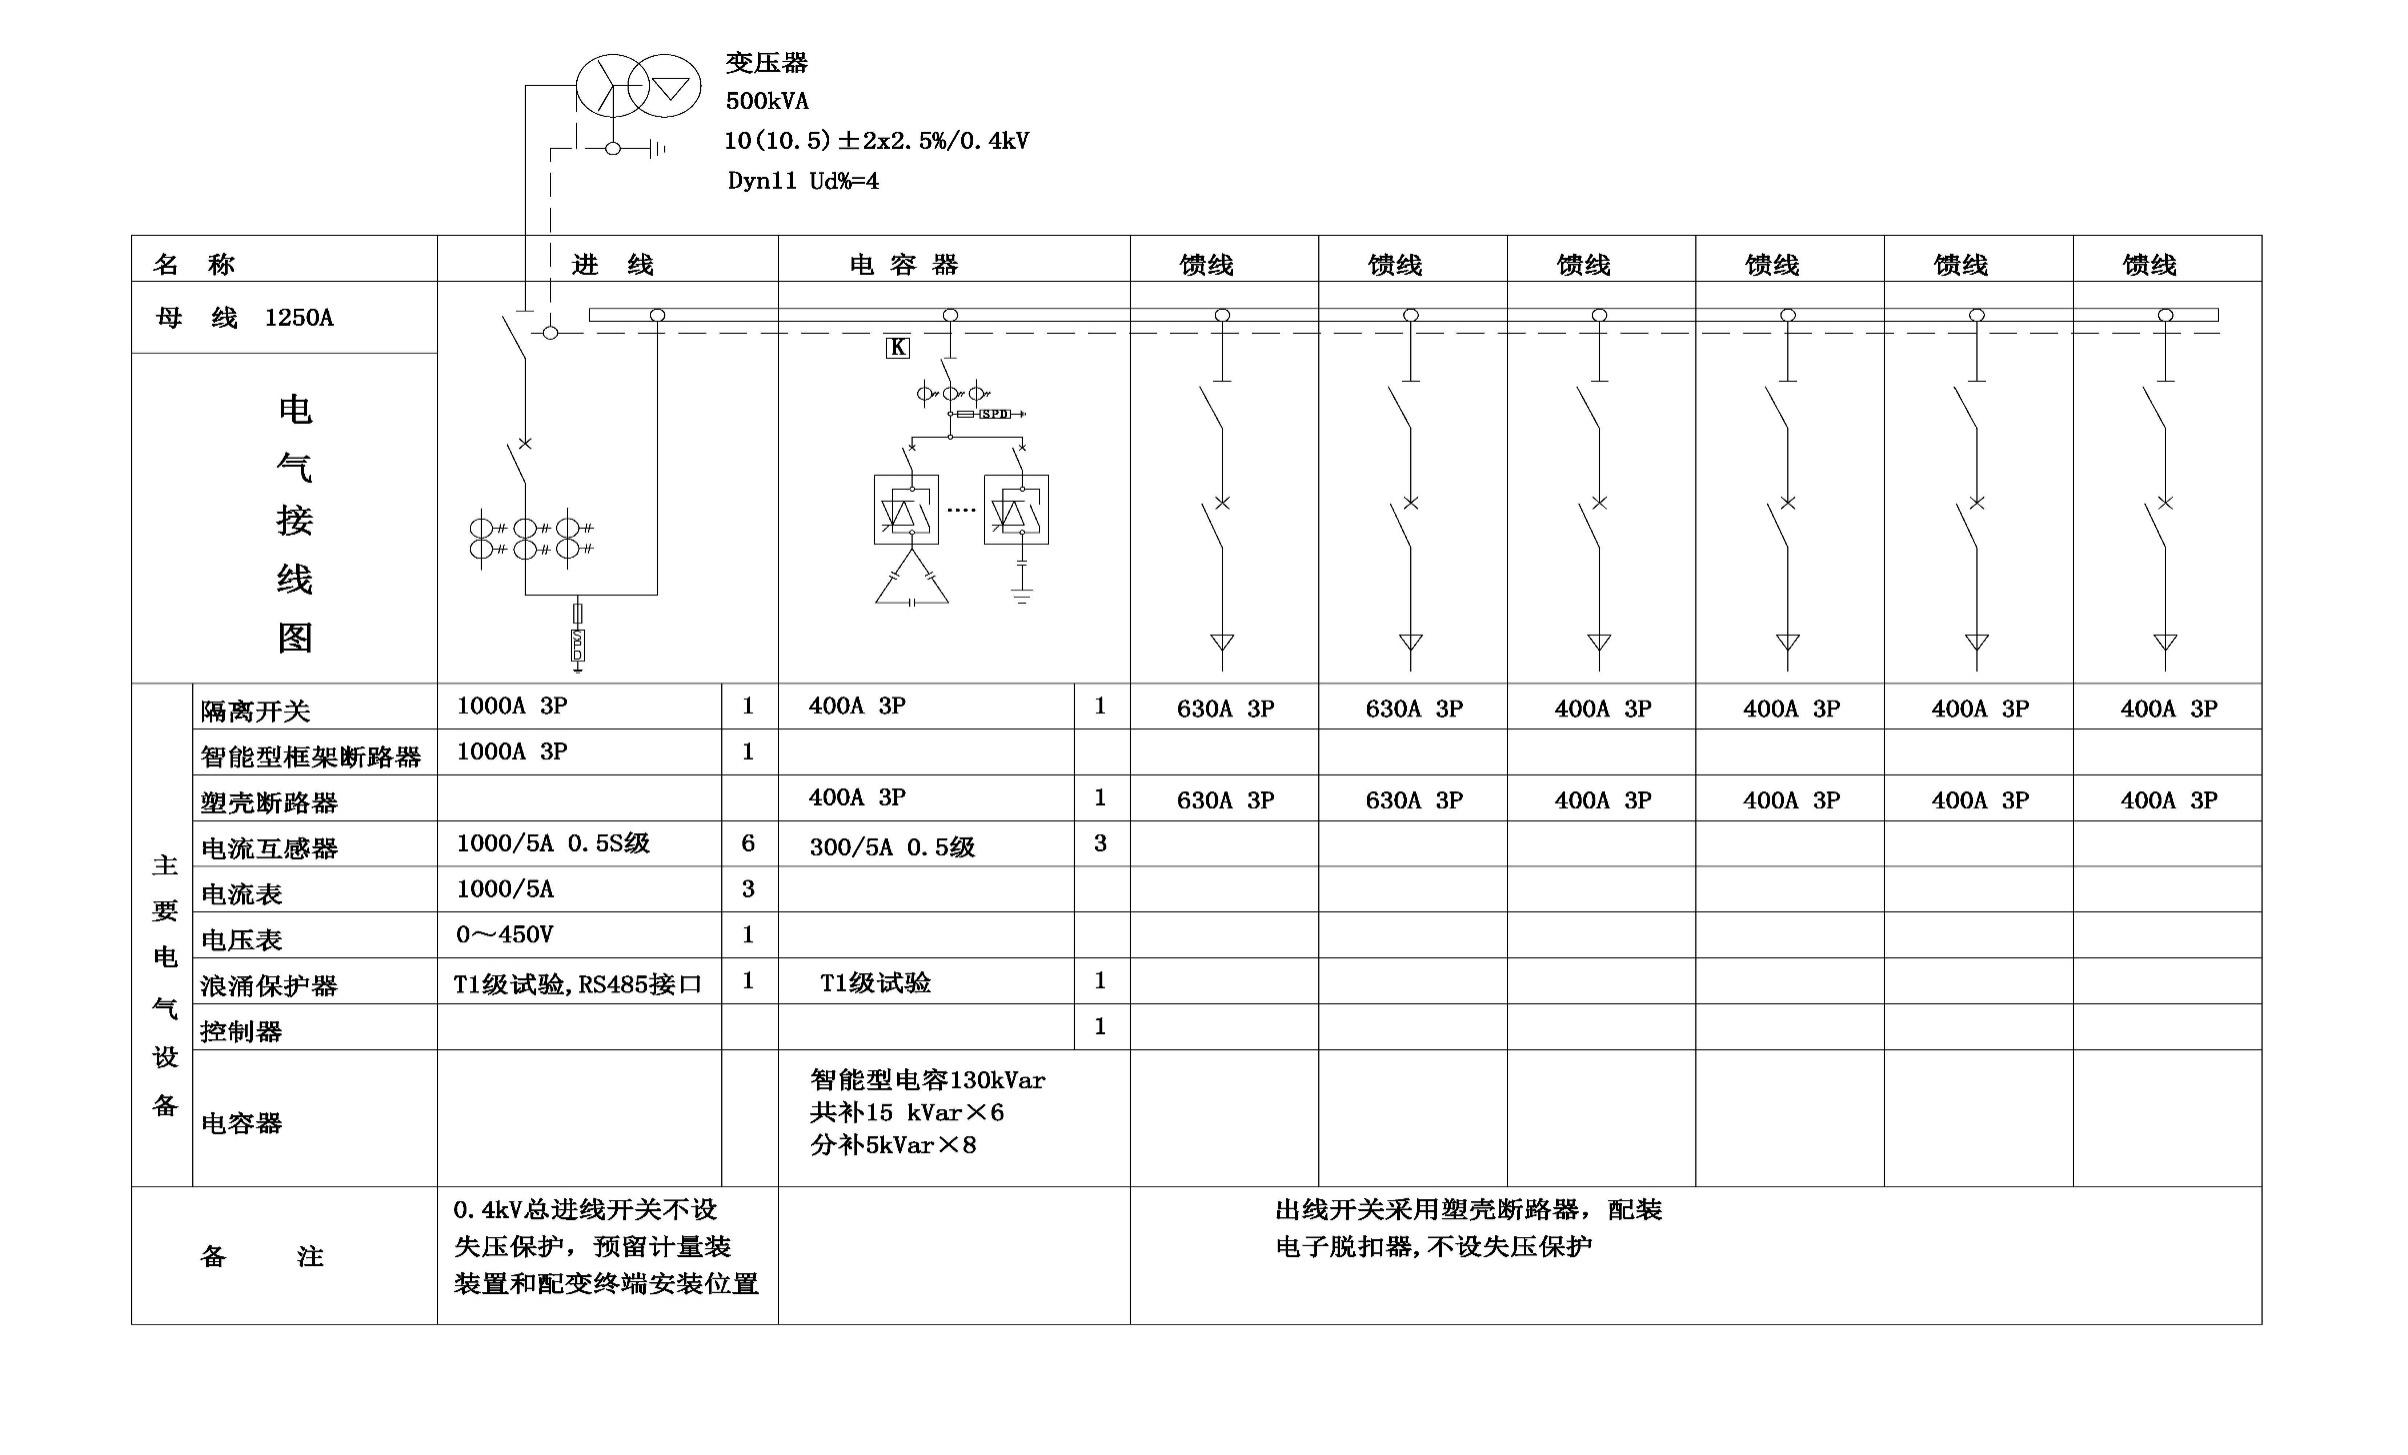 变压器
500kVA
10(10.5)±2x2.5%/0.4kV
Dyn11 Ud%=4
名 称 进 线 电 容 器 馈线 馈线 馈线 馈线 馈线 馈线
母 线 1250A
K
SPD
电
气
接
线
图
SPD
隔离开关 1000A 3P 1 400A 3P 1 630A 3P 630A 3P 400A 3P 400A 3P 400A 3P 400A 3P
智能型框架断路器 1000A 3P 1
塑壳断路器 400A 3P 1 630A 3P 630A 3P 400A 3P 400A 3P 400A 3P 400A 3P
电流互感器 1000/5A 0.5S级 6 300/5A 0.5级 3
电流表 1000/5A 3
电压表 0～450V 1
浪涌保护器 T1级试验,RS485接口 1 T1级试验 1
控制器 1
主
要
电
气
设
备
电容器
智能型电容130kVar
共补15 kVar×6
分补5kVar×8
备 注
0.4kV总进线开关不设
失压保护，预留计量装
装置和配变终端安装位置
出线开关采用塑壳断路器，配装
电子脱扣器,不设失压保护